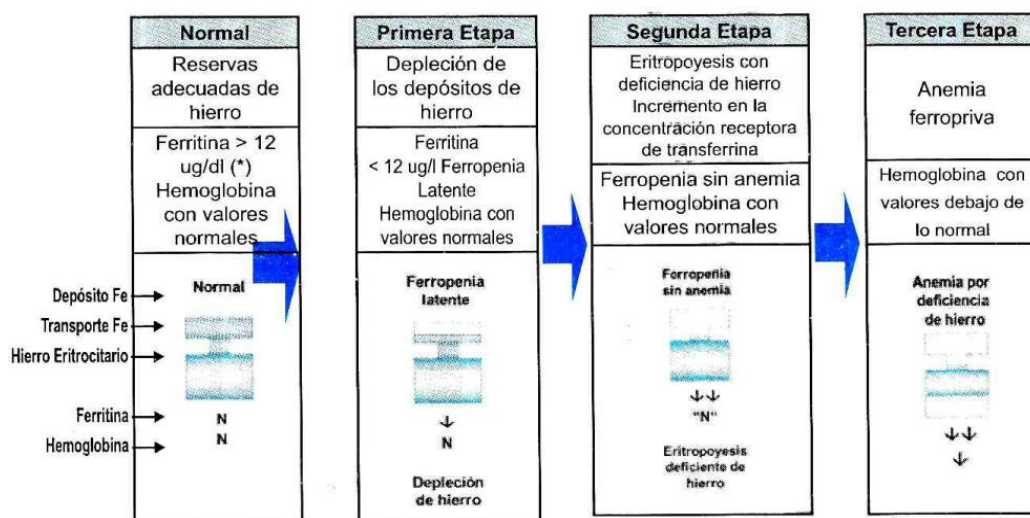 Normal
Reservas
adecuadas de
hierro
Ferritina > 12
ug/dl (*)
Hemoglobina
con valores
normales
Primera Etapa
Depleción de
los depósitos de
hierro
Ferritina
< 12 ug/l Ferropenia
Latente
Hemoglobina con
valores normales
Segunda Etapa
Eritropoyesis con
deficiencia de hierro
Incremento en la
concentración receptora
de transferrina
Ferropenia sin anemia
Hemoglobina con
valores normales
Tercera Etapa
Anemia
ferropriva
Hemoglobina con
valores debajo de
lo normal
Depósito Fe
Transporte Fe
Hierro Eritrocitario
Ferritina
Hemoglobina
Normal
N
N
Ferropenia
latente
↓
N
Depleción
de hierro
Ferropenia
sin anemia
↓↓
"N"
Eritropoyesis
deficiente de
hierro
Anemia por
deficiencia
de hierro
↓↓
↓